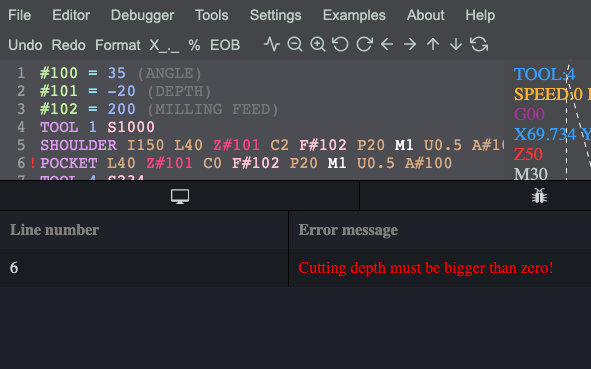 File Editor Debugger Tools Settings Examples About Help
Undo Redo Format X_._ % EOB
1 #100 = 35 (ANGLE)
2 #101 = -20 (DEPTH)
3 #102 = 200 (MILLING FEED)
4 TOOL 1 S1000
5 SHOULDER I150 L40 Z#101 C2 F#102 P20 M1 U0.5 A#10
6 ! POCKET L40 Z#101 C0 F#102 P20 M1 U0.5 A#100
7 TOOL 4 S334
TOOL:4
SPEED:0
G00
X69.734
Z50
M30
Line number Error message
6 Cutting depth must be bigger than zero!